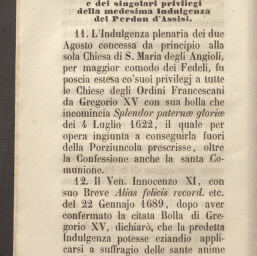 e dei singolari privilegi
della medesima Indulgenza
del Perdon d'Assisi.
11. L'Indulgenza plenaria dei due
Agosto concessa da principio alla
sola Chiesa di S. Maria degli Angioli,
per maggior comodo dei Fedeli, fu
poscia estesa co'suoi privilegj a tutte
le Chiese degli Ordini Francescani
da Gregorio XV con sua bolla che
incomincia Splendor paternæ gloriæ
dei 4 Luglio 1622, il quale per
opera ingiunta a conseguirla fuori
della Porziuncola prescrisse, oltre
la Confessione anche la santa Co-
munione.
12. Il Ven. Innocenzo XI, con
suo Breve Alias felicis record. etc.
del 22 Gennajo 1689, dopo aver
confermato la citata Bolla di Gre-
gorio XV, dichiarò, che la predetta
Indulgenza potesse eziandio appli-
carsi a suffragio delle sante anime